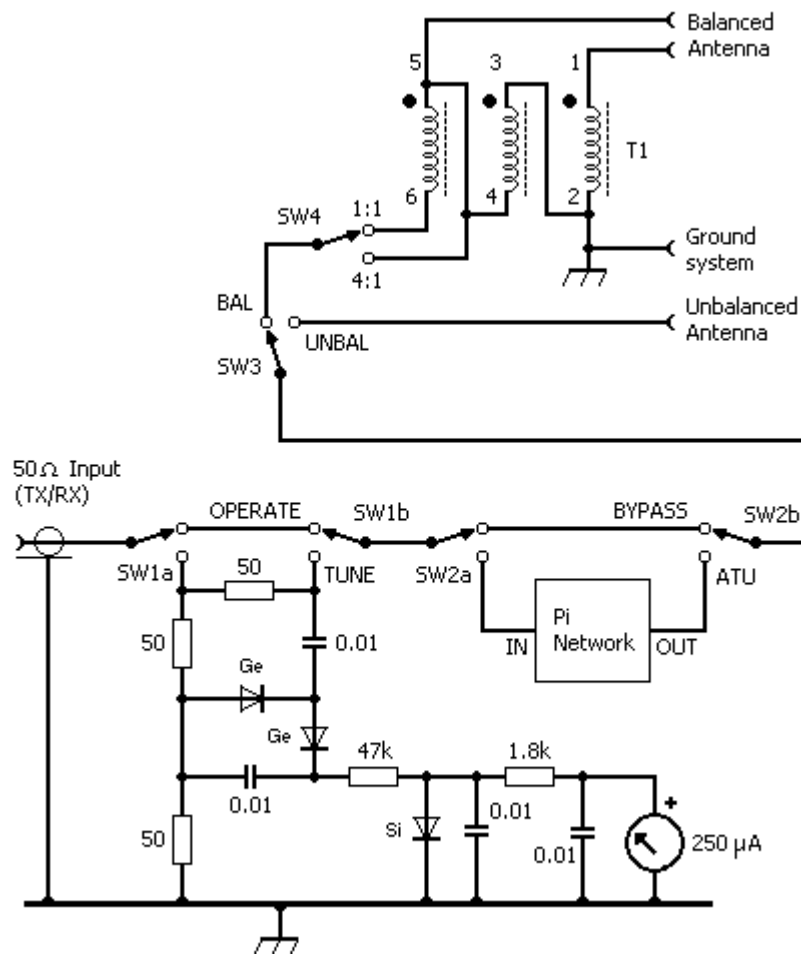 Balanced
Antenna
5
3
1
T1
6
4
2
SW4
1:1
4:1
Ground
system
BAL
UNBAL
Unbalanced
Antenna
SW3
50Ω Input
(TX/RX)
OPERATE
SW1b
BYPASS
SW2b
SW1a
50
TUNE
SW2a
ATU
Pi
Network
IN
OUT
50
0.01
Ge
Ge
47k
1.8k
0.01
Si
0.01
0.01
+
250 µA
50